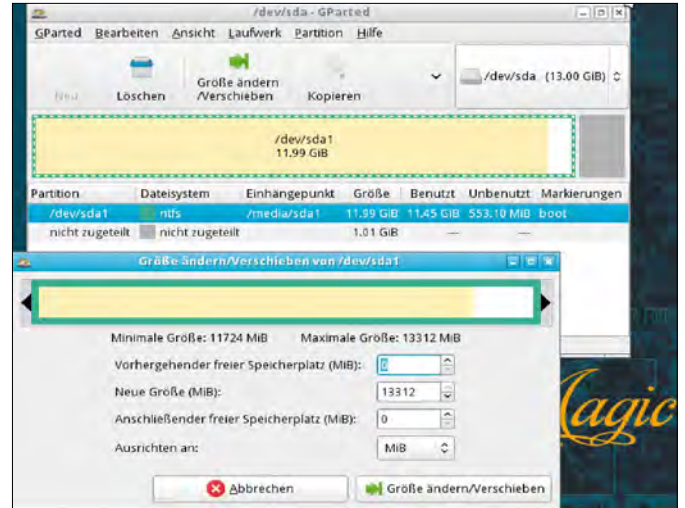 /dev/sda - GParted
GParted Bearbeiten Ansicht Laufwerk Partition Hilfe
Neu Löschen Größe ändern/Verschieben Kopieren /dev/sda (13.00 GiB)
/dev/sda1
11.99 GiB
Partition Dateisystem Einhängepunkt Größe Benutzt Unbenutzt Markierungen
/dev/sda1 ntfs /media/sda1 11.99 GiB 11.45 GiB 553.10 MiB boot
nicht zugeteilt nicht zugeteilt 1.01 GiB — —
Größe ändern/Verschieben von /dev/sda1
Minimale Größe: 11724 MiB Maximale Größe: 13312 MiB
Vorhergehender freier Speicherplatz (MiB): 0
Neue Größe (MiB): 13312
Anschließender freier Speicherplatz (MiB): 0
Ausrichten an: MiB
Abbrechen Größe ändern/Verschieben
Magic